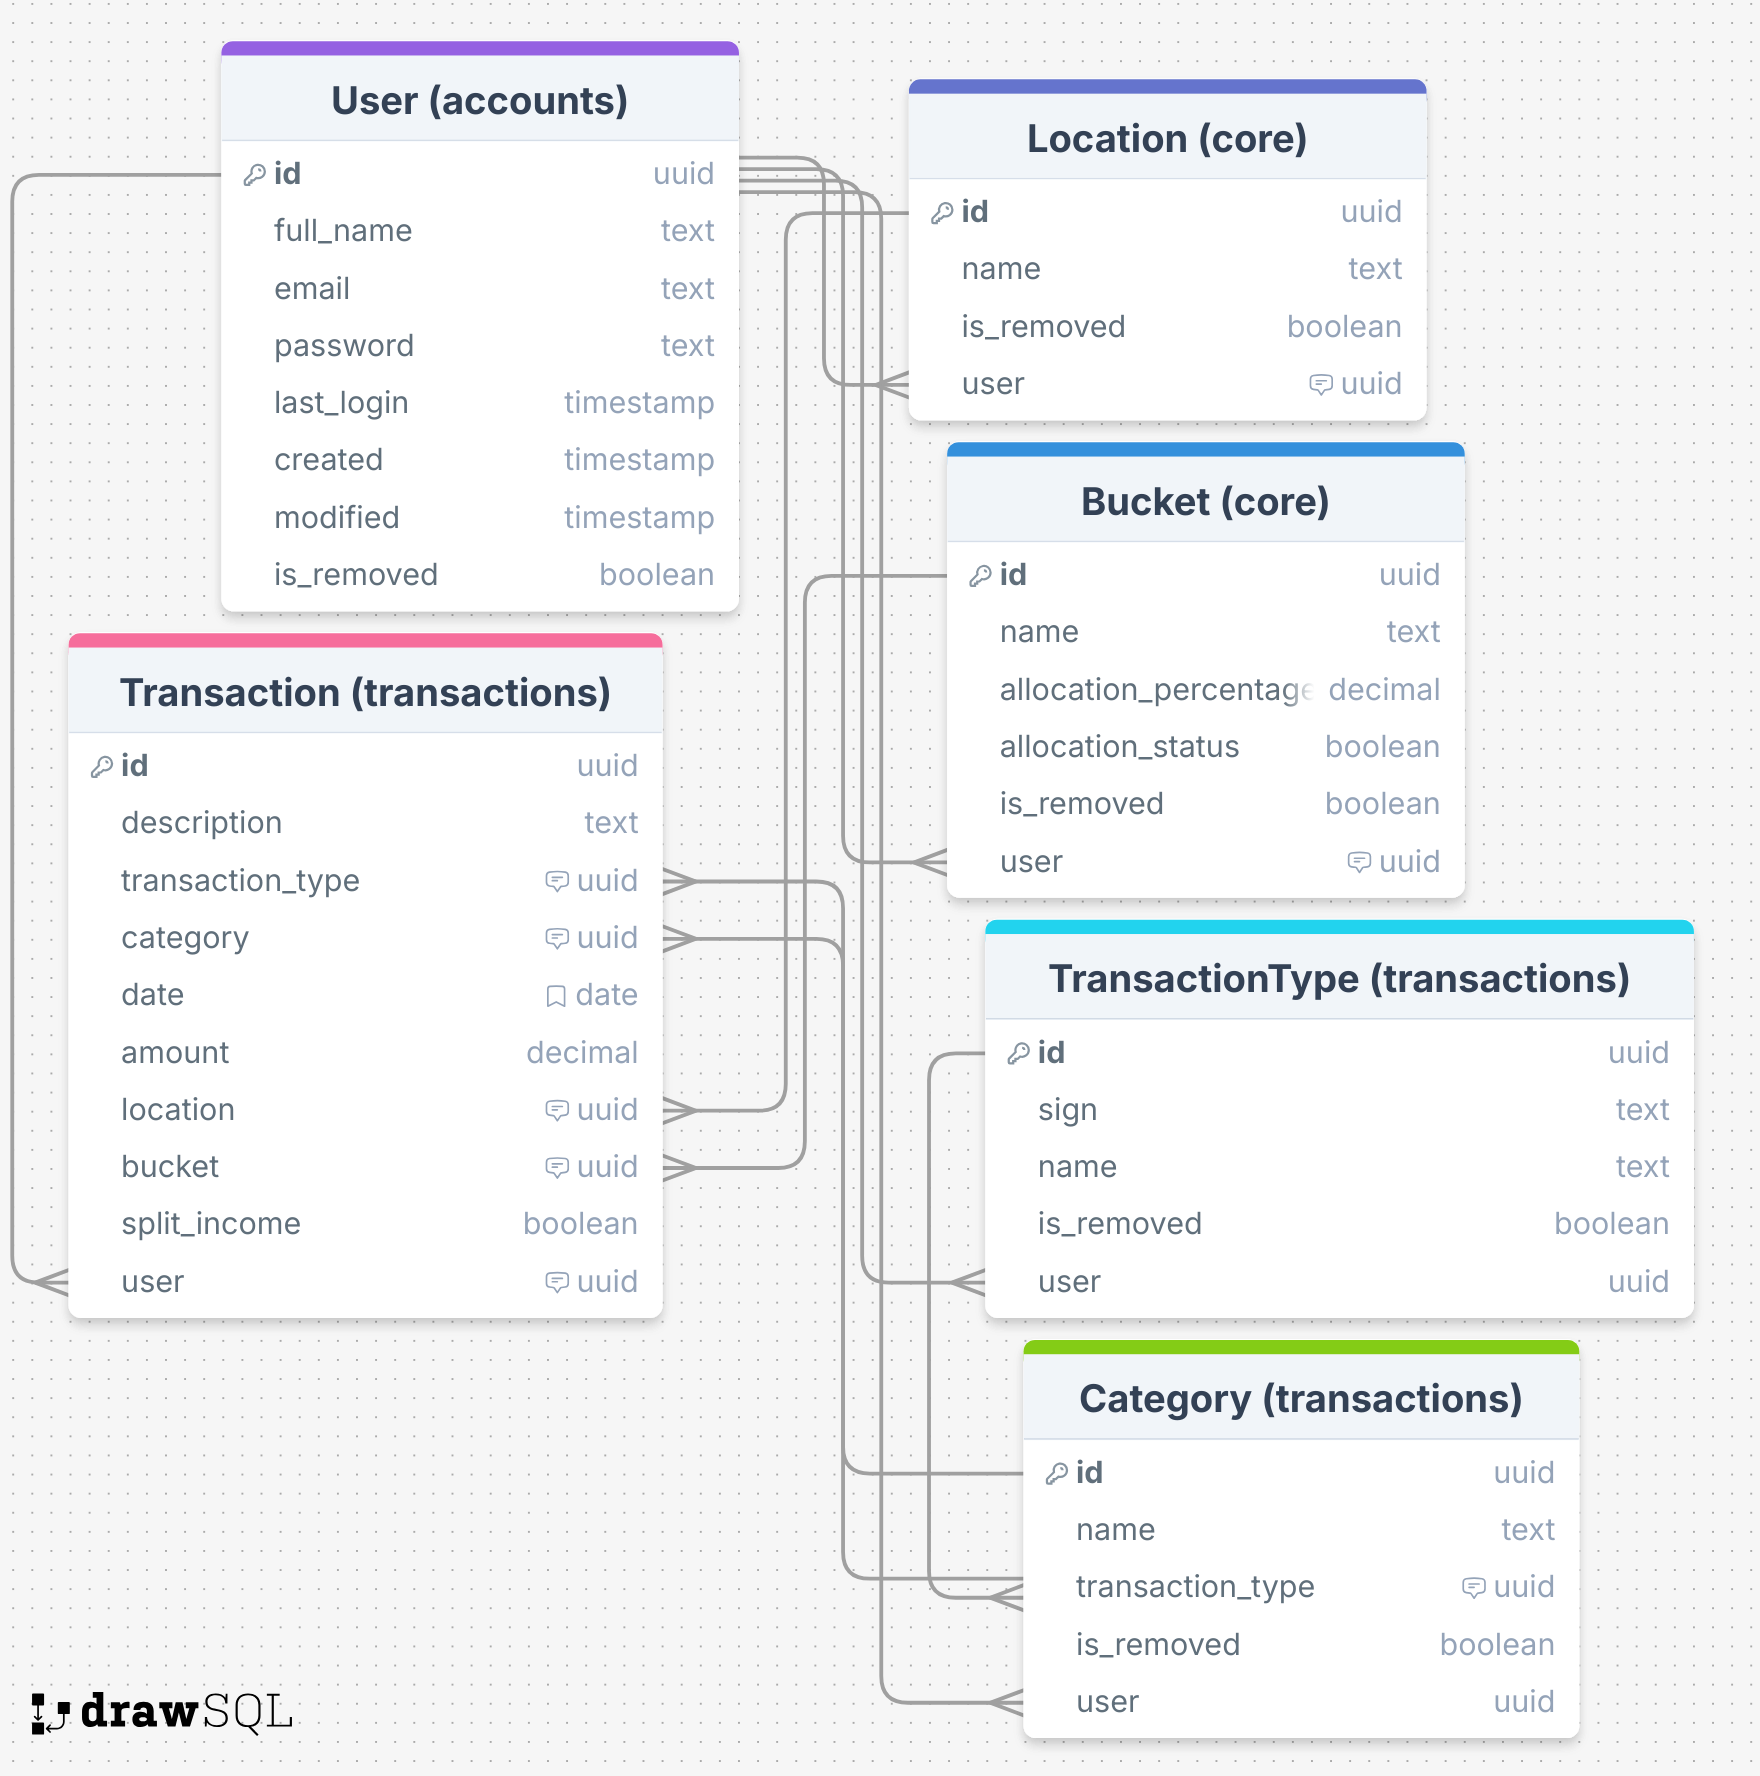 User (accounts)
id uuid
full_name text
email text
password text
last_login timestamp
created timestamp
modified timestamp
is_removed boolean
Location (core)
id uuid
name text
is_removed boolean
user uuid
Bucket (core)
id uuid
name text
allocation_percentage decimal
allocation_status boolean
is_removed boolean
user uuid
Transaction (transactions)
id uuid
description text
transaction_type uuid
category uuid
date date
amount decimal
location uuid
bucket uuid
split_income boolean
user uuid
TransactionType (transactions)
id uuid
sign text
name text
is_removed boolean
user uuid
Category (transactions)
id uuid
name text
transaction_type uuid
is_removed boolean
user uuid
drawSQL